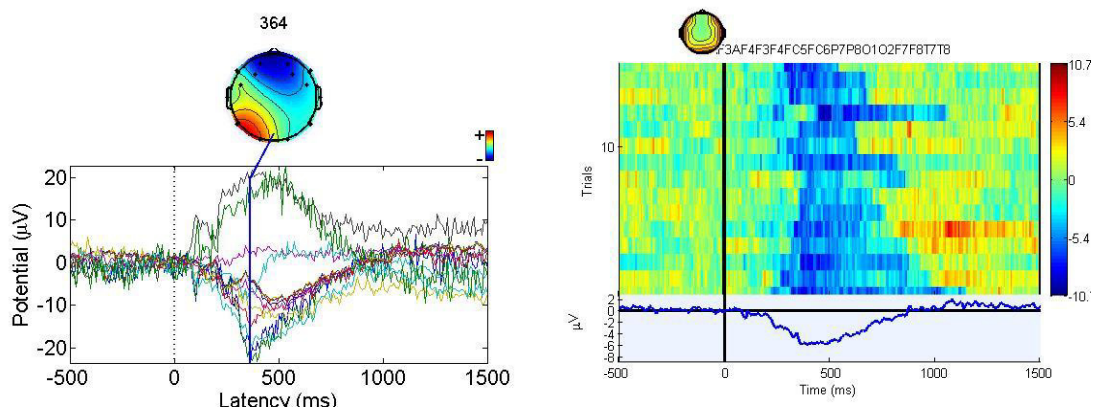 364
+
-
20
10
0
-10
-20
Potential (μV)
-500 0 500 1000 1500
Latency (ms)
F3AF4F3F4FC5FC6P7P8O1O2F7F8T7T8
10
Trials
10.7
5.4
0
-5.4
-10.
2
0
-2
-4
-6
-8
μV
-500 0 500 1000 1500
Time (ms)